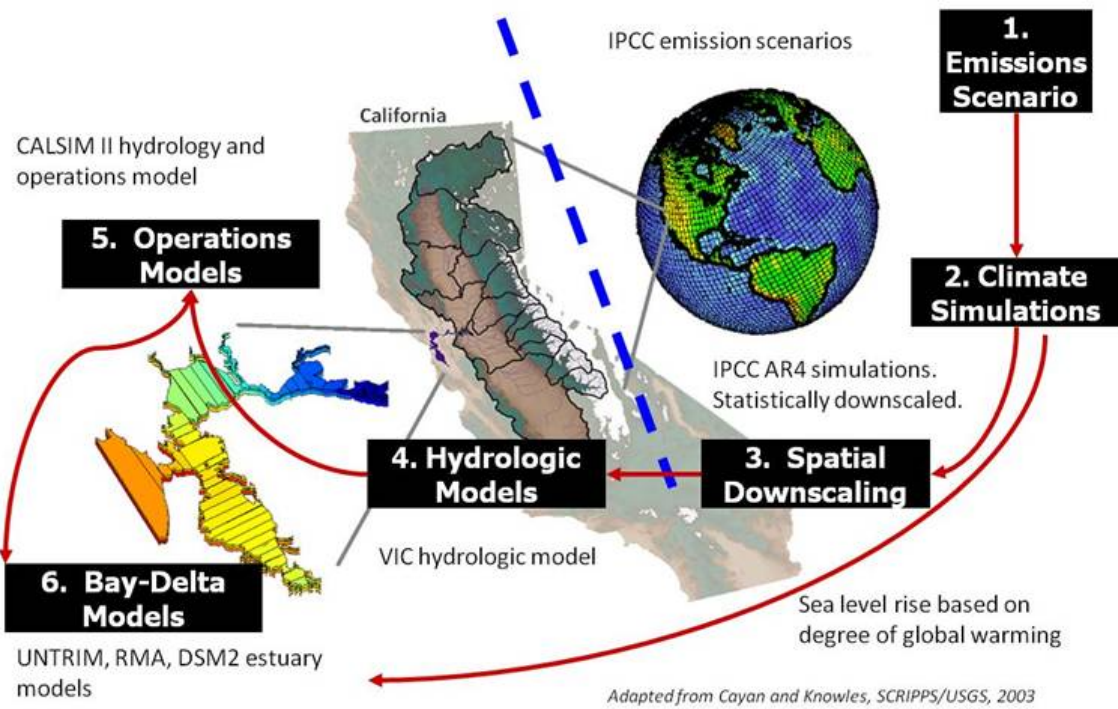 IPCC emission scenarios
1.
Emissions
Scenario
California
CALSIM II hydrology and
operations model
5. Operations
Models
2. Climate
Simulations
IPCC AR4 simulations.
Statistically downscaled.
4. Hydrologic
Models
3. Spatial
Downscaling
VIC hydrologic model
6. Bay-Delta
Models
Sea level rise based on
degree of global warming
UNTRIM, RMA, DSM2 estuary
models
Adapted from Cayan and Knowles, SCRIPPS/USGS, 2003